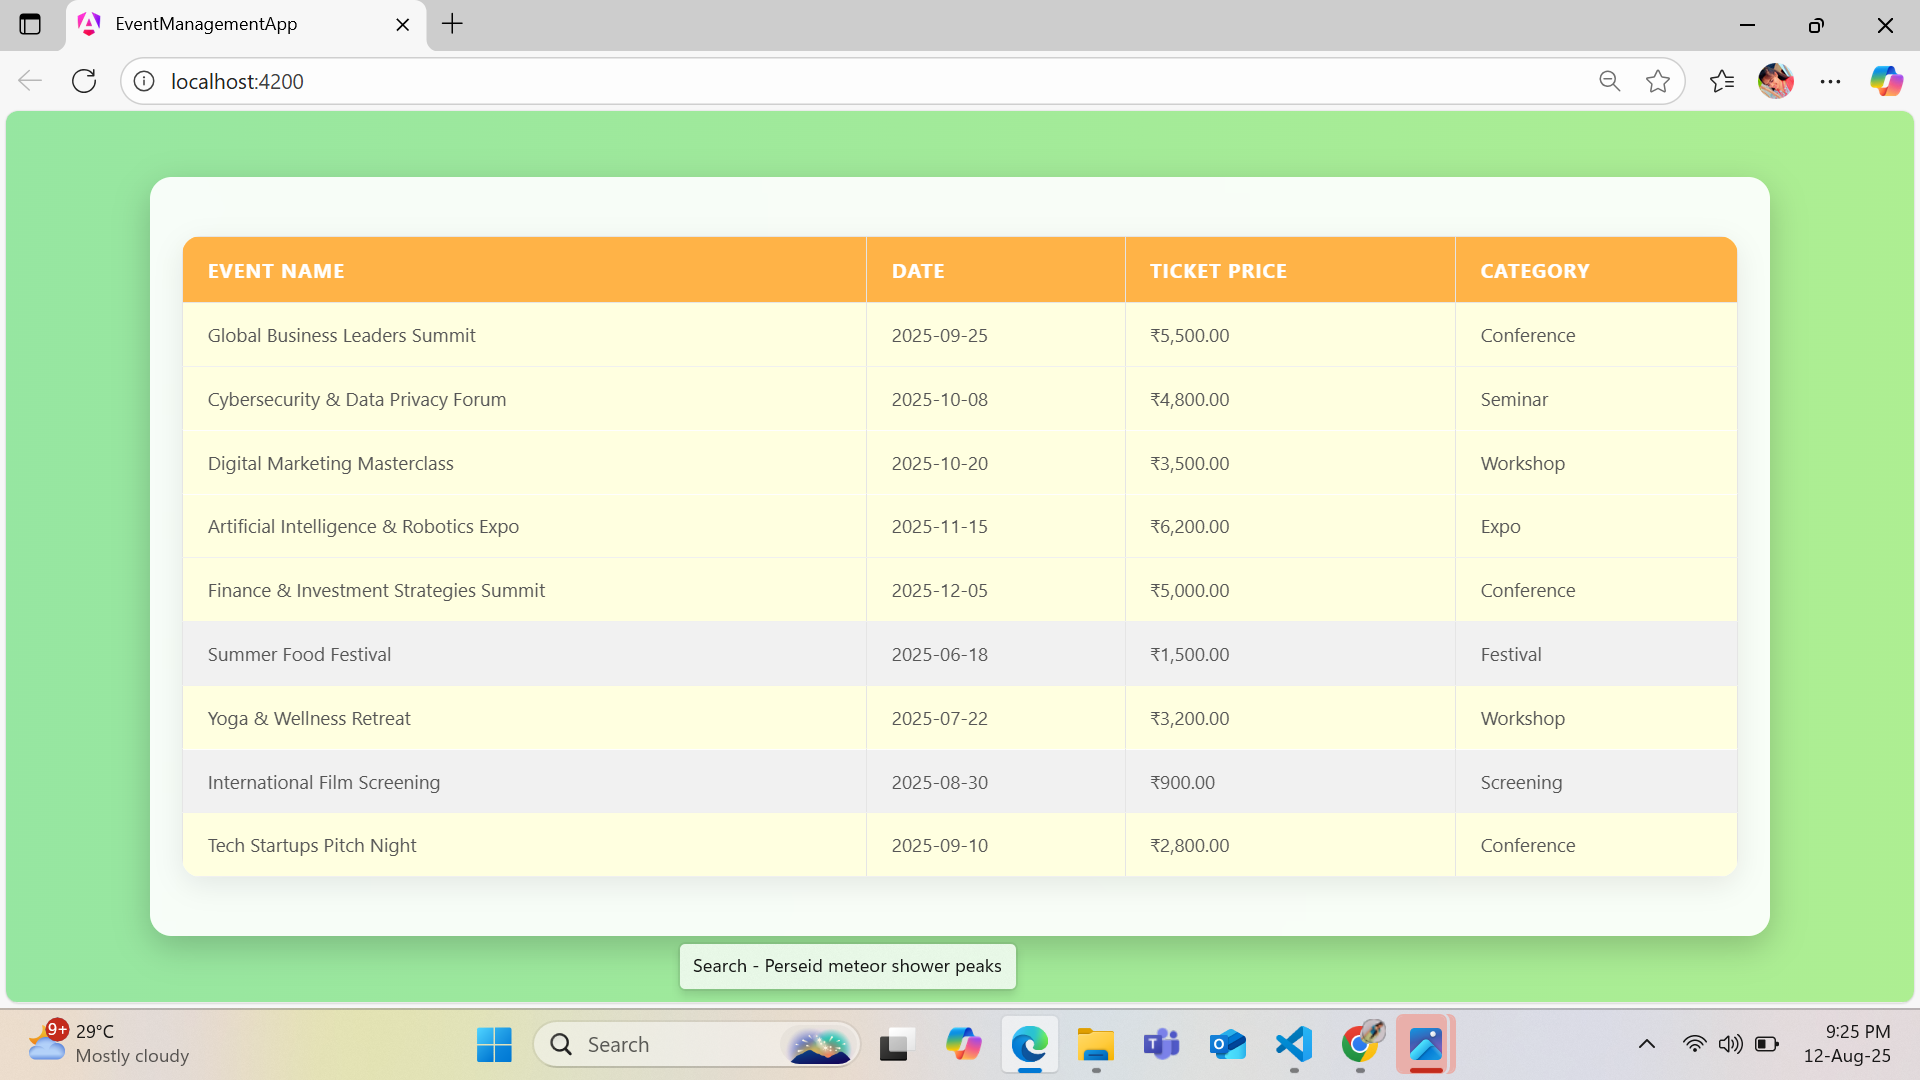 EventManagementApp
localhost:4200
EVENT NAME DATE TICKET PRICE CATEGORY
Global Business Leaders Summit 2025-09-25 ₹5,500.00 Conference
Cybersecurity & Data Privacy Forum 2025-10-08 ₹4,800.00 Seminar
Digital Marketing Masterclass 2025-10-20 ₹3,500.00 Workshop
Artificial Intelligence & Robotics Expo 2025-11-15 ₹6,200.00 Expo
Finance & Investment Strategies Summit 2025-12-05 ₹5,000.00 Conference
Summer Food Festival 2025-06-18 ₹1,500.00 Festival
Yoga & Wellness Retreat 2025-07-22 ₹3,200.00 Workshop
International Film Screening 2025-08-30 ₹900.00 Screening
Tech Startups Pitch Night 2025-09-10 ₹2,800.00 Conference
Search - Perseid meteor shower peaks
9+ 29°C
Mostly cloudy
Search
9:25 PM
12-Aug-25